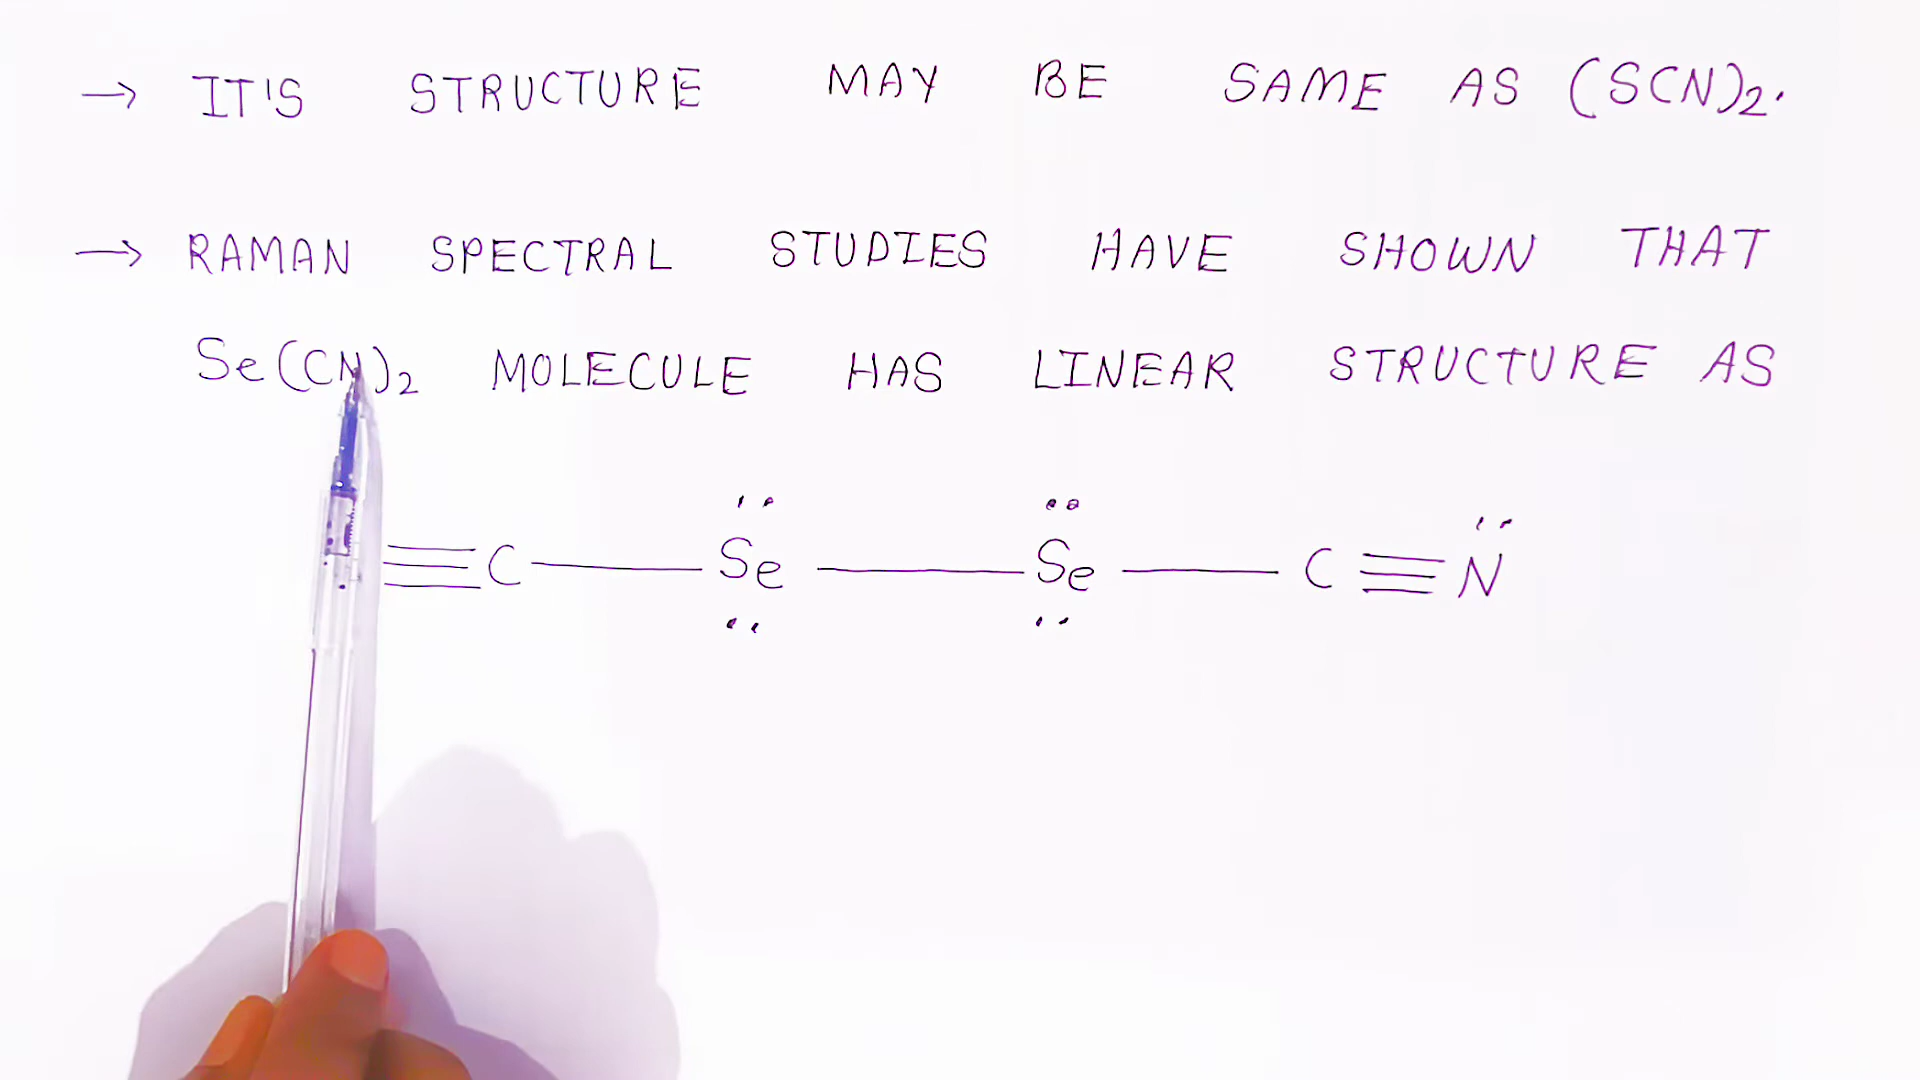 → IT'S STRUCTURE MAY BE SAME AS (SCN)₂.
→ RAMAN SPECTRAL STUDIES HAVE SHOWN THAT
Se(CN)₂ MOLECULE HAS LINEAR STRUCTURE AS
≡C—Se—Se—C≡N